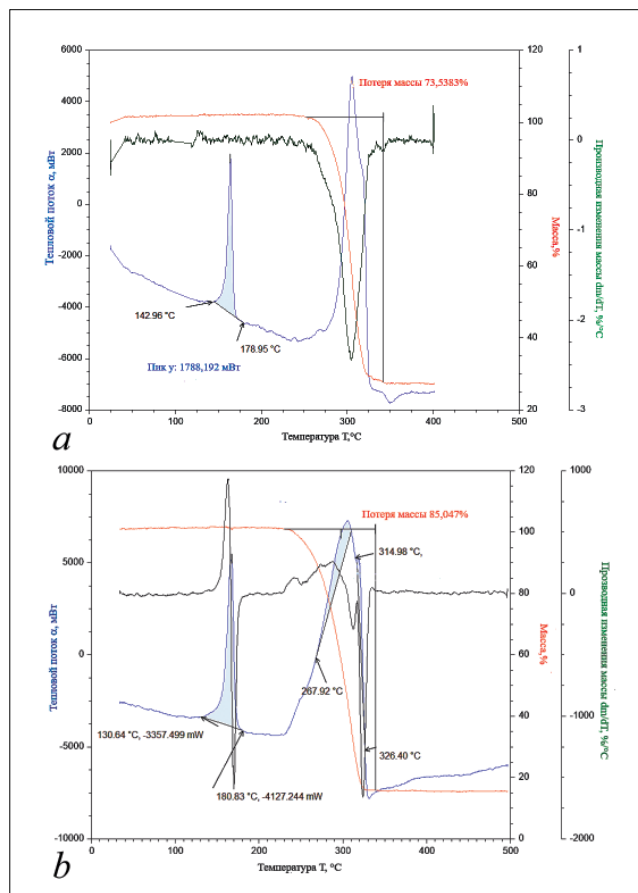 a
6000
4000
2000
0
-2000
-4000
-6000
-8000
Тепловой поток α, мВт
Потеря массы 73,5383%
142.96 °C
178.95 °C
Пик у: 1788,192 мВт
0
100
200
300
400
500
Температура T,°C
120
100
80
60
40
20
Масса,%
1
0
-1
-2
-3
Производная изменения массы dm/dT, %/°C
b
10000
5000
0
-5000
-10000
Тепловой поток α, мВт
Потеря массы 85,047%
314.98 °C,
267.92 °C
130.64 °C, -3357.499 mW
326.40 °C
180.83 °C, -4127.244 mW
0
100
200
300
400
500
Температура T, °C
120
100
80
60
40
20
0
Масса,%
1000
0
-1000
-2000
Прозводная изменения массы dm/dT, %/°C